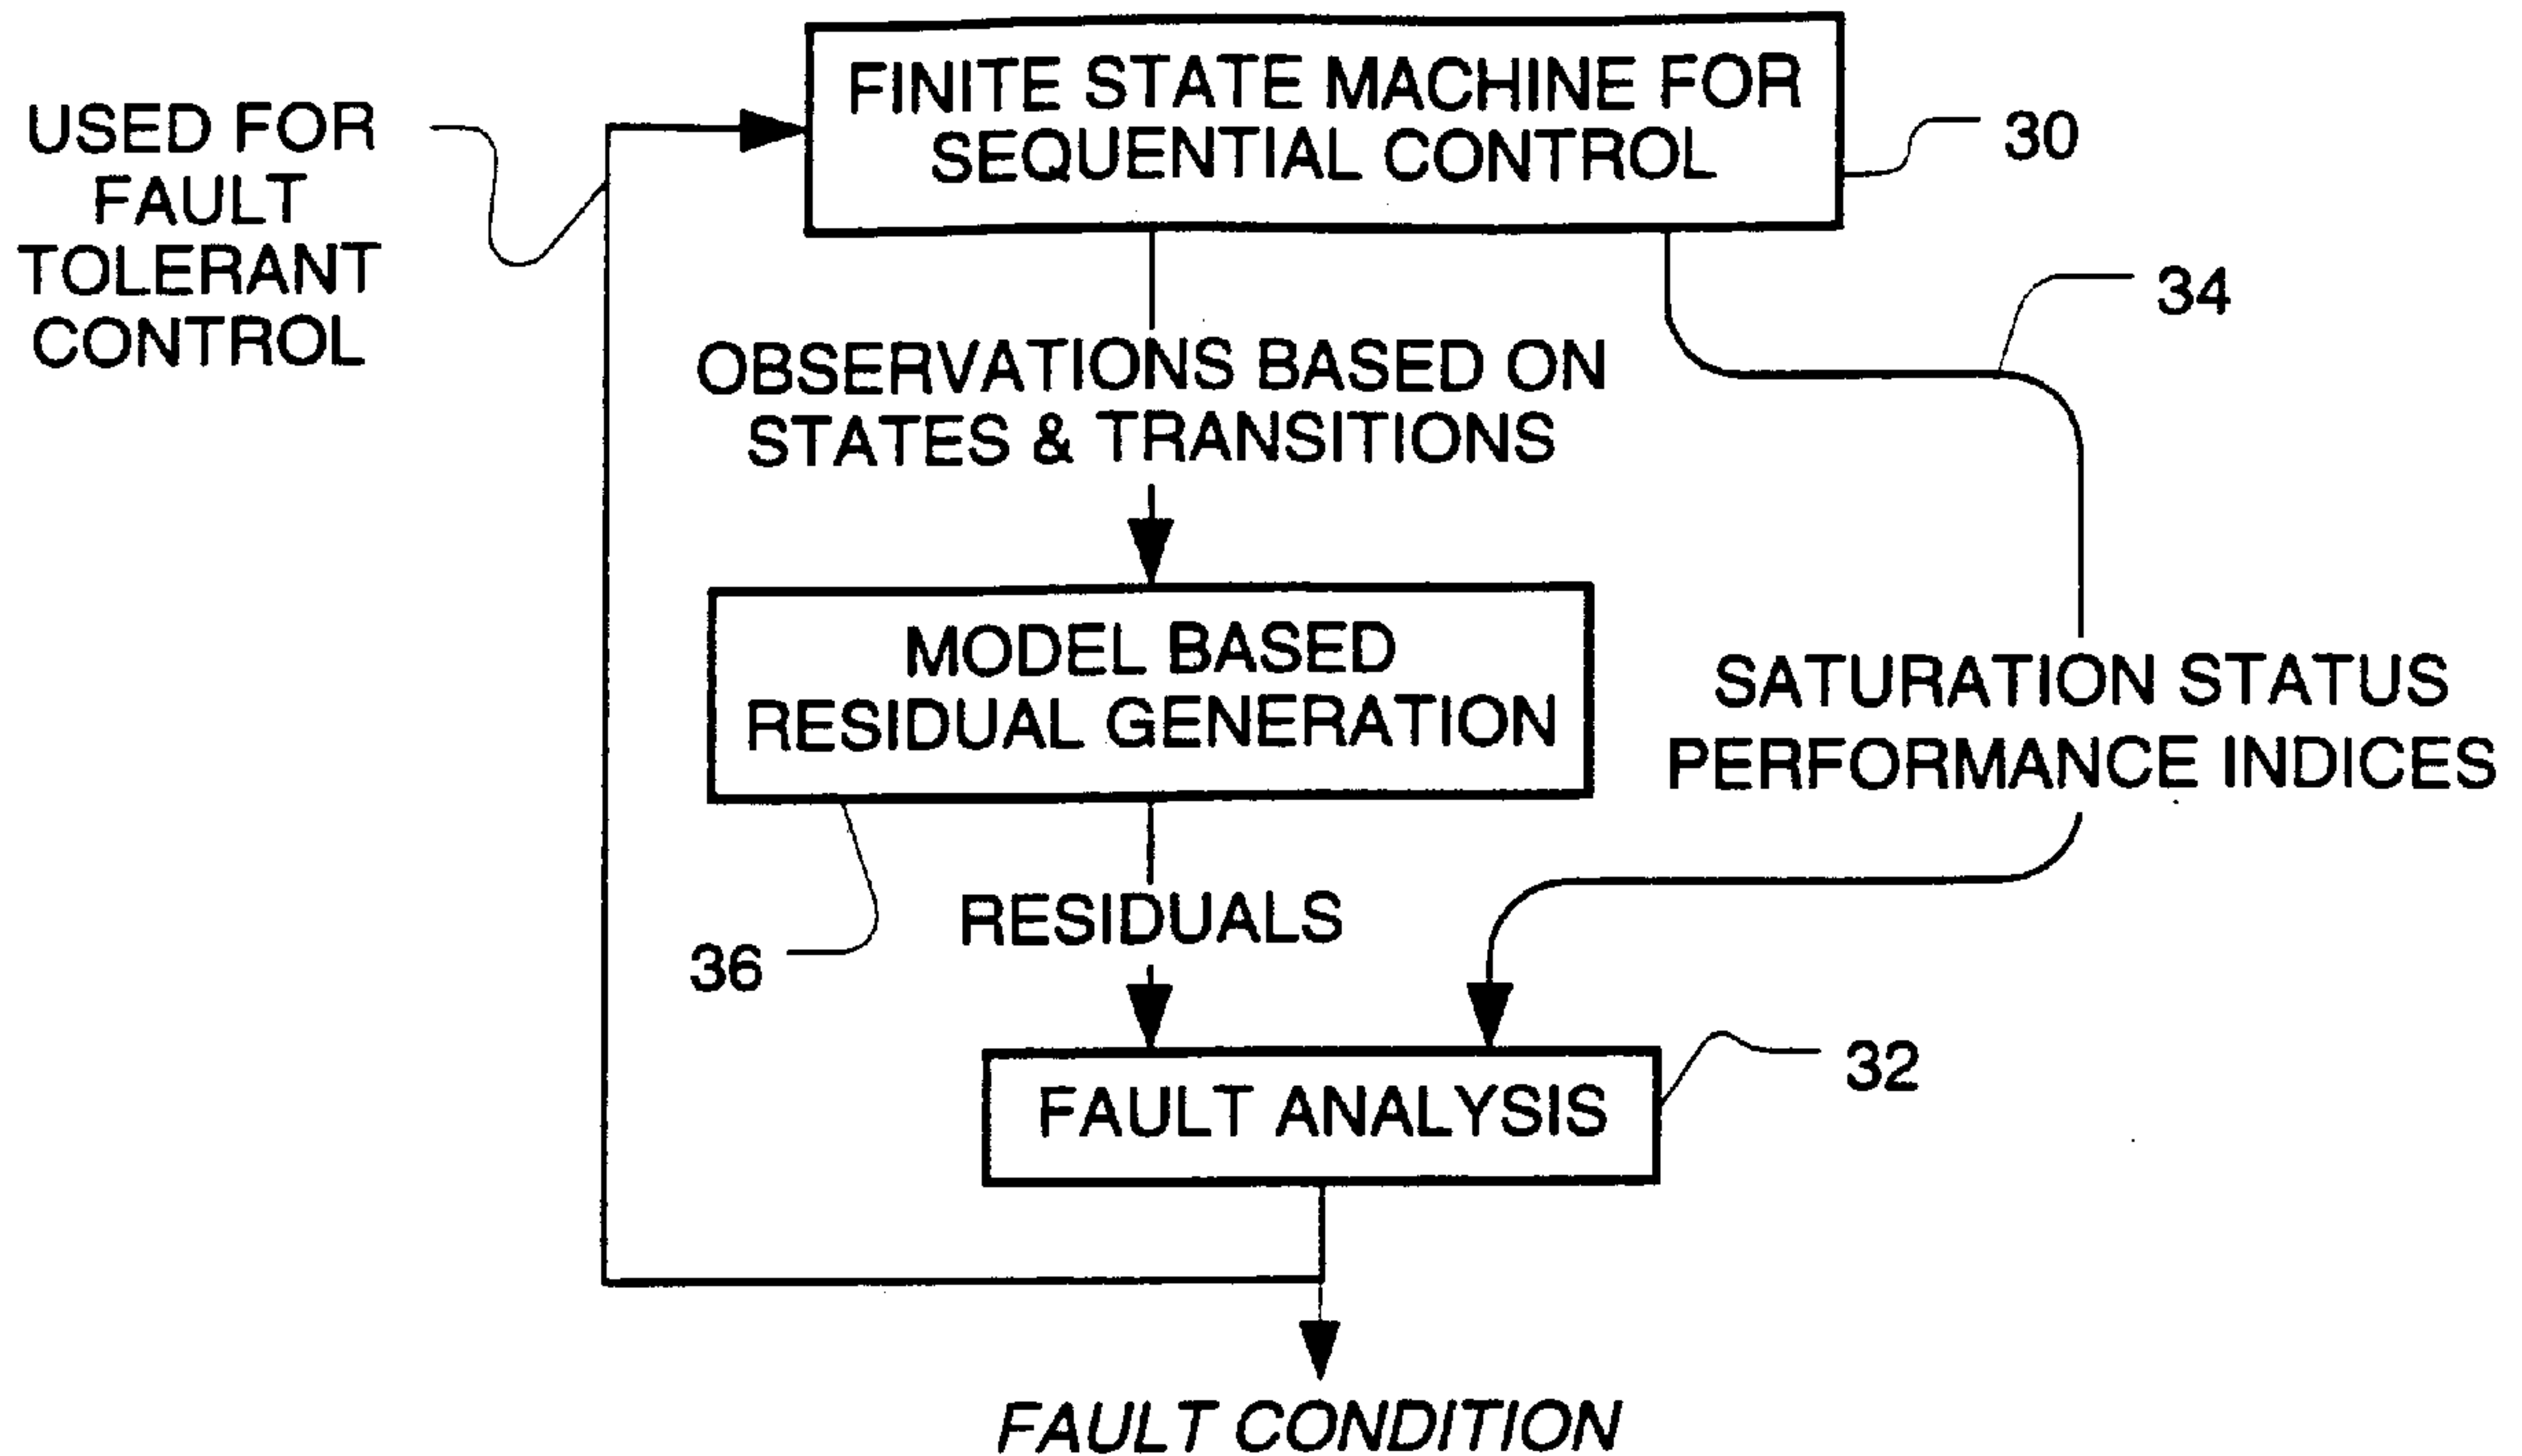 FINITE STATE MACHINE FOR
SEQUENTIAL CONTROL
30
USED FOR
FAULT
TOLERANT
CONTROL
34
OBSERVATIONS BASED ON
STATES & TRANSITIONS
MODEL BASED
RESIDUAL GENERATION
SATURATION STATUS
PERFORMANCE INDICES
RESIDUALS
36
32
FAULT ANALYSIS
FAULT CONDITION